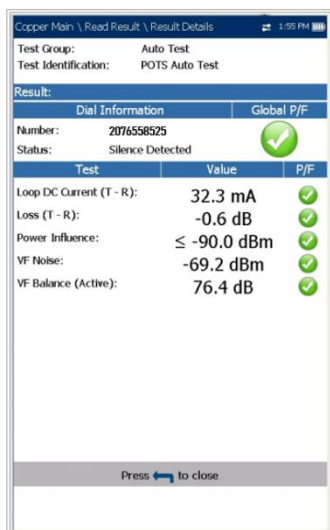 Copper Main \ Read Result \ Result Details 1:55 PM
Test Group: Auto Test
Test Identification: POTS Auto Test
Result:
Dial Information Global P/F
Number: 2076558525
Status: Silence Detected
Test Value P/F
Loop DC Current (T - R): 32.3 mA
Loss (T - R): -0.6 dB
Power Influence: ≤ -90.0 dBm
VF Noise: -69.2 dBm
VF Balance (Active): 76.4 dB
Press to close